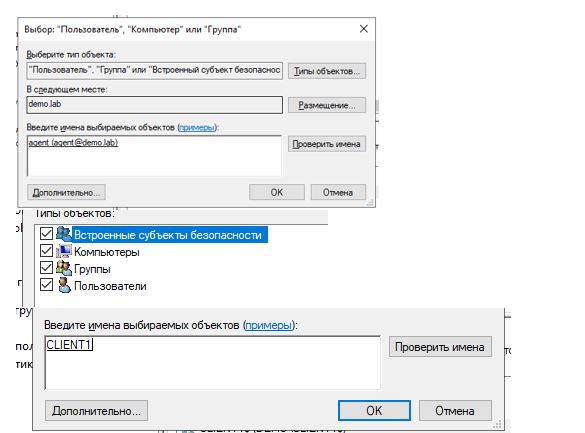 Выбор: "Пользователь", "Компьютер" или "Группа"
Выберите тип объекта:
"Пользователь", "Группа" или "Встроенный субъект безопаснос
Типы объектов...
В следующем месте:
demo.lab
Размещение...
Введите имена выбираемых объектов (примеры):
agent (agent@demo.lab)
Проверить имена
Дополнительно...
OK
Отмена
Типы объектов:
Встроенные субъекты безопасности
Компьютеры
Группы
Пользователи
Введите имена выбираемых объектов (примеры):
CLIENT1
Проверить имена
Дополнительно...
OK
Отмена